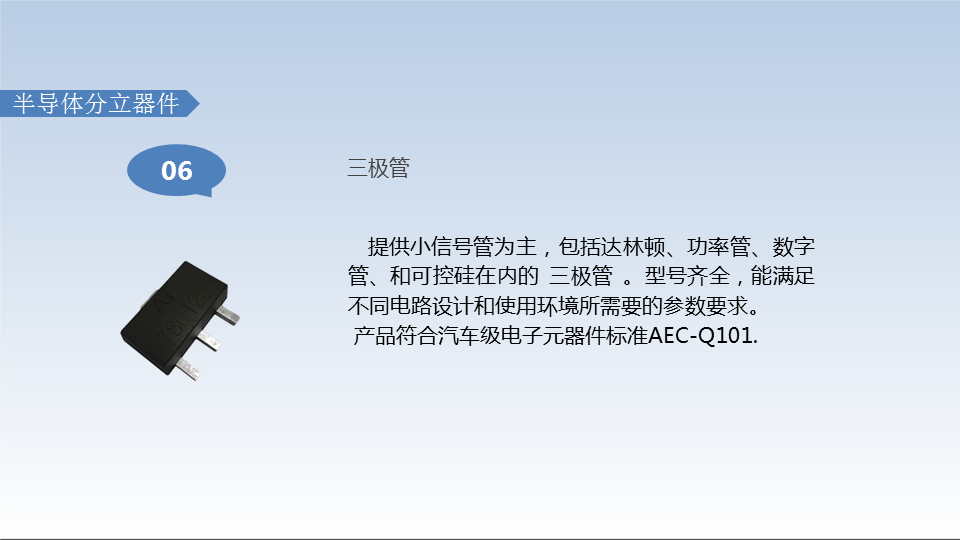 半导体分立器件
06
三极管
提供小信号管为主，包括达林顿、功率管、数字
管、和可控硅在内的 三极管 。型号齐全，能满足
不同电路设计和使用环境所需要的参数要求。
产品符合汽车级电子元器件标准AEC-Q101.